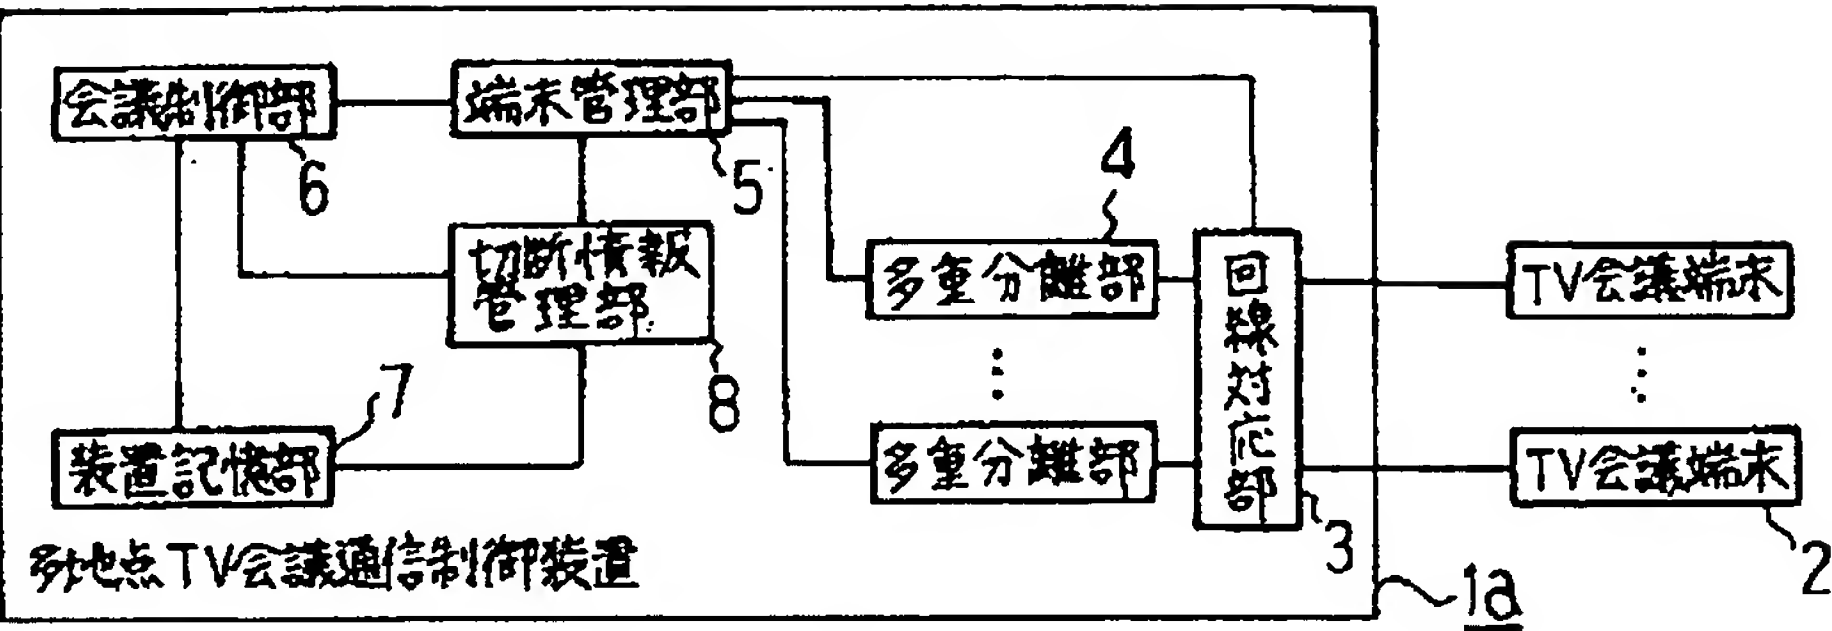 会議制御部
6
端末管理部
5
切断情報
管理部
8
装置記憶部
7
多重分離部
4
多重分離部
回線対応部
3
TV会議端末
TV会議端末
2
多地点TV会議通信制御装置
1a